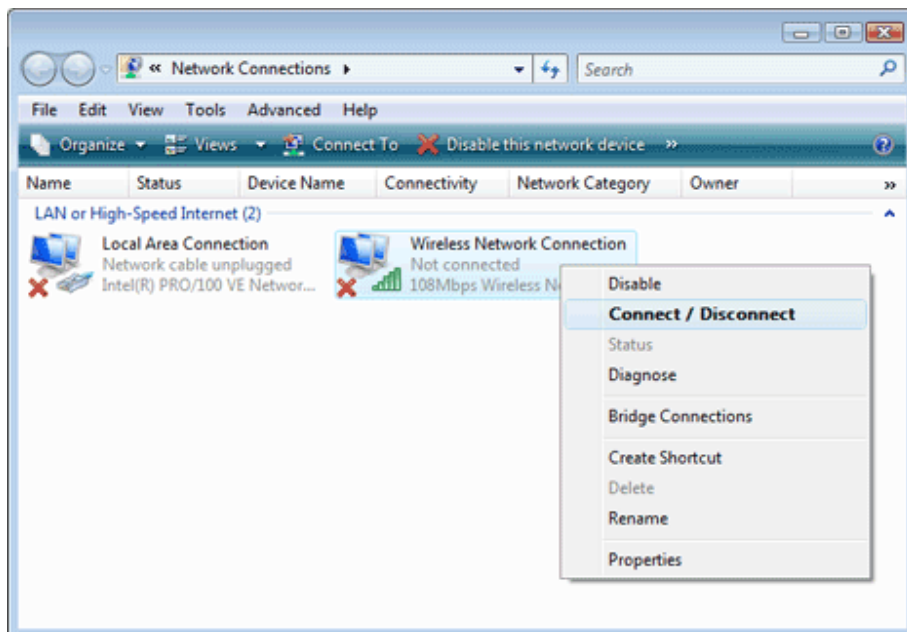 « Network Connections
Search
File Edit View Tools Advanced Help
Organize Views Connect To Disable this network device »
Name Status Device Name Connectivity Network Category Owner »
LAN or High-Speed Internet (2)
Local Area Connection
Network cable unplugged
Intel(R) PRO/100 VE Networ...
Wireless Network Connection
Not connected
108Mbps Wireless N
Disable
Connect / Disconnect
Status
Diagnose
Bridge Connections
Create Shortcut
Delete
Rename
Properties